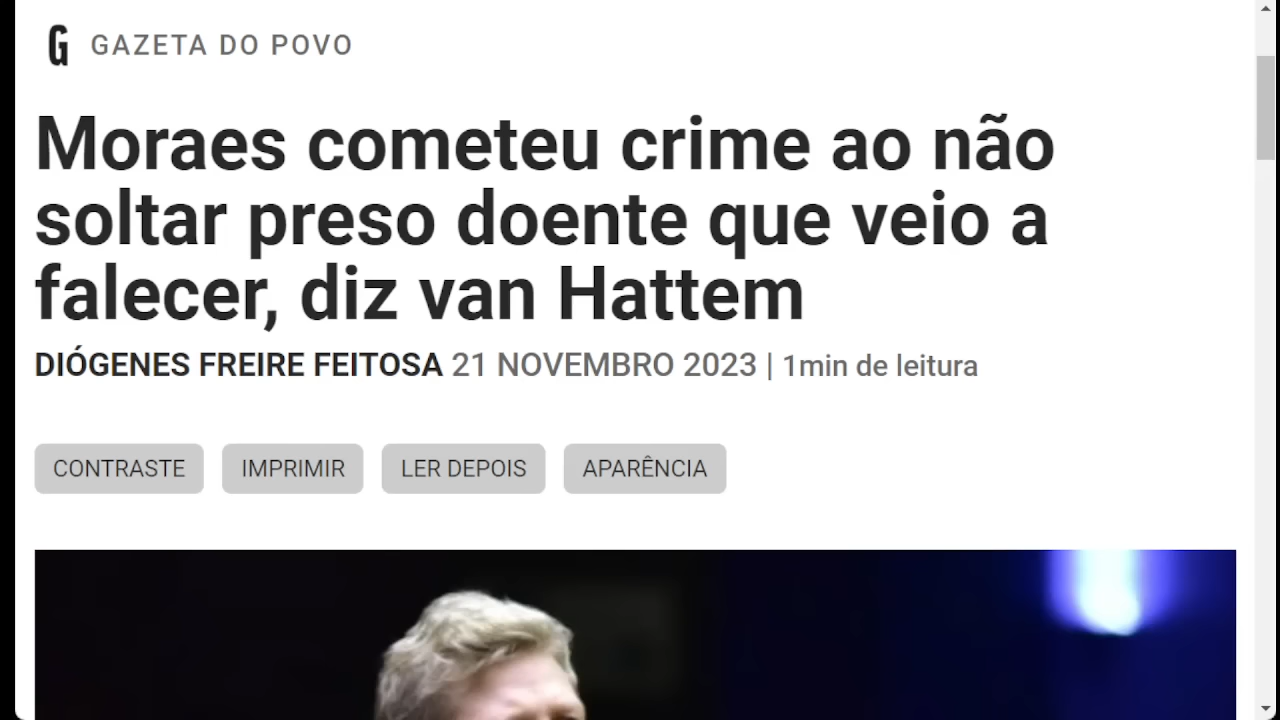 G GAZETA DO POVO
Moraes cometeu crime ao não
soltar preso doente que veio a
falecer, diz van Hattem
DIÓGENES FREIRE FEITOSA 21 NOVEMBRO 2023 | 1min de leitura
CONTRASTE IMPRIMIR LER DEPOIS APARÊNCIA